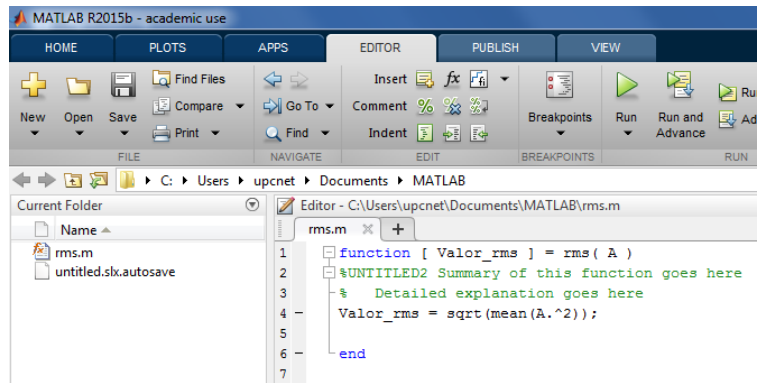 MATLAB R2015b - academic use
HOME PLOTS APPS EDITOR PUBLISH VIEW
New Open Save Find Files Compare Print
Go To Find
Insert fx Comment Indent
Breakpoints
Run Run and Advance
FILE NAVIGATE EDIT BREAKPOINTS RUN
C: Users upcnet Documents MATLAB
Current Folder
Name
rms.m
untitled.slx.autosave
Editor - C:\Users\upcnet\Documents\MATLAB\rms.m
rms.m
1 function [ Valor_rms ] = rms( A )
2 %UNTITLED2 Summary of this function goes here
3 %   Detailed explanation goes here
4 - Valor_rms = sqrt(mean(A.^2));
5
6 - end
7